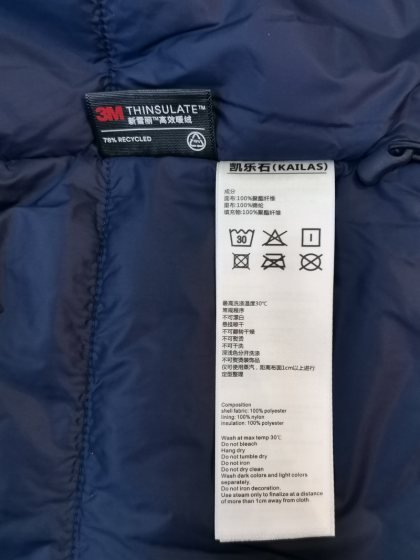 3M THINSULATE™
新雪丽™高效暖绒
78% RECYCLED
凯乐石(KAILAS)
成分
面布:100%聚酯纤维
里布:100%锦纶
填充物:100%聚酯纤维
30
最高洗涤温度30℃
常规程序
不可漂白
悬挂晾干
不可翻转干燥
不可熨烫
不可干洗
深浅色分开洗涤
不可熨烫装饰品
仅可使用蒸汽，距离布面1cm以上进行
定型整理
Composition
shell fabric: 100% polyester
lining: 100% nylon
insulation: 100% polyester
Wash at max temp 30℃
Do not bleach
Hang dry
Do not tumble dry
Do not iron
Do not dry clean
Wash dark colors and light colors
separately.
Do not iron decoration.
Use steam only to finalize at a distance
of more than 1cm away from cloth